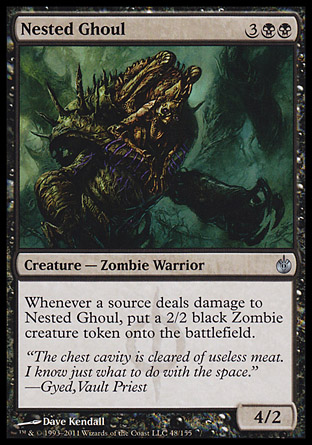 Nested Ghoul 3
Creature — Zombie Warrior
Whenever a source deals damage to
Nested Ghoul, put a 2/2 black Zombie
creature token onto the battlefield.
“The chest cavity is cleared of useless meat.
I know just what to do with the space.”
—Gyed, Vault Priest
Dave Kendall
™ & © 1993–2011 Wizards of the Coast LLC 48/155
4/2